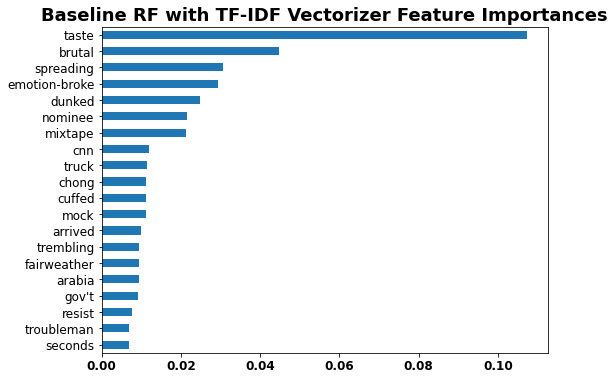 Baseline RF with TF-IDF Vectorizer Feature Importances
taste
brutal
spreading
emotion-broke
dunked
nominee
mixtape
cnn
truck
chong
cuffed
mock
arrived
trembling
fairweather
arabia
gov't
resist
troubleman
seconds
0.00 0.02 0.04 0.06 0.08 0.10